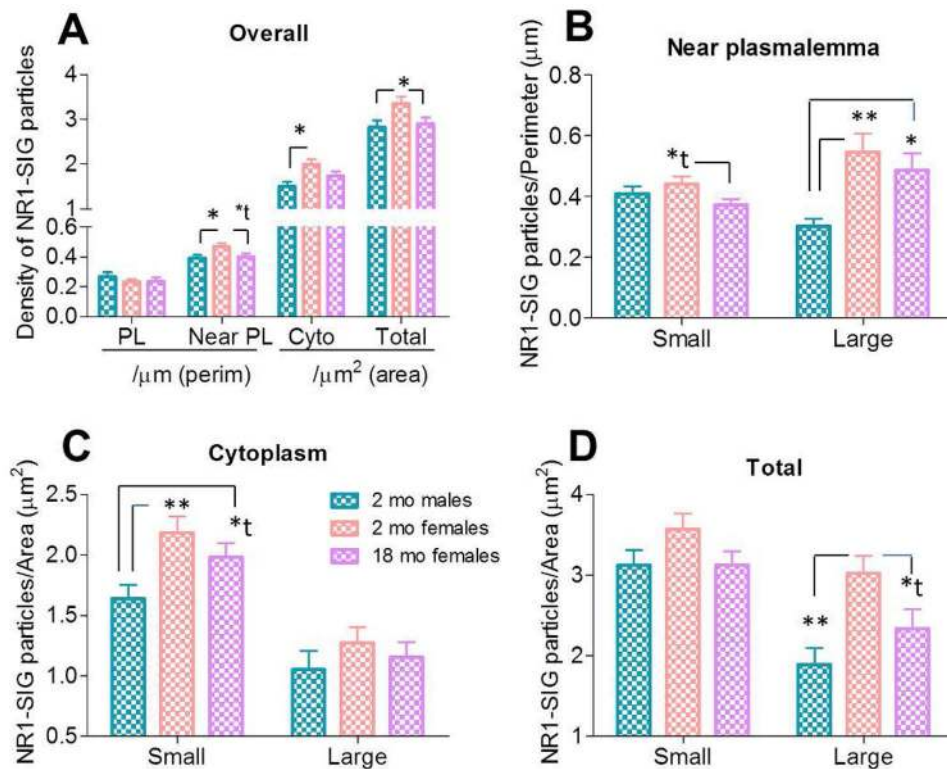 A
Overall
Density of NR1-SIG particles
4
3
2
1
0.6
0.4
0.2
0.0
*
*
*t
*
PL
Near PL
Cyto
Total
/μm (perim)
/μm² (area)
B
Near plasmalemma
NR1-SIG particles/Perimeter (μm)
0.8
0.6
0.4
0.2
0.0
*t
**
*
Small
Large
C
Cytoplasm
NR1-SIG particles/Area (μm²)
2.5
2.0
1.5
1.0
0.5
**
*t
2 mo males
2 mo females
18 mo females
Small
Large
D
Total
NR1-SIG particles/Area (μm²)
4
3
2
1
**
*t
Small
Large